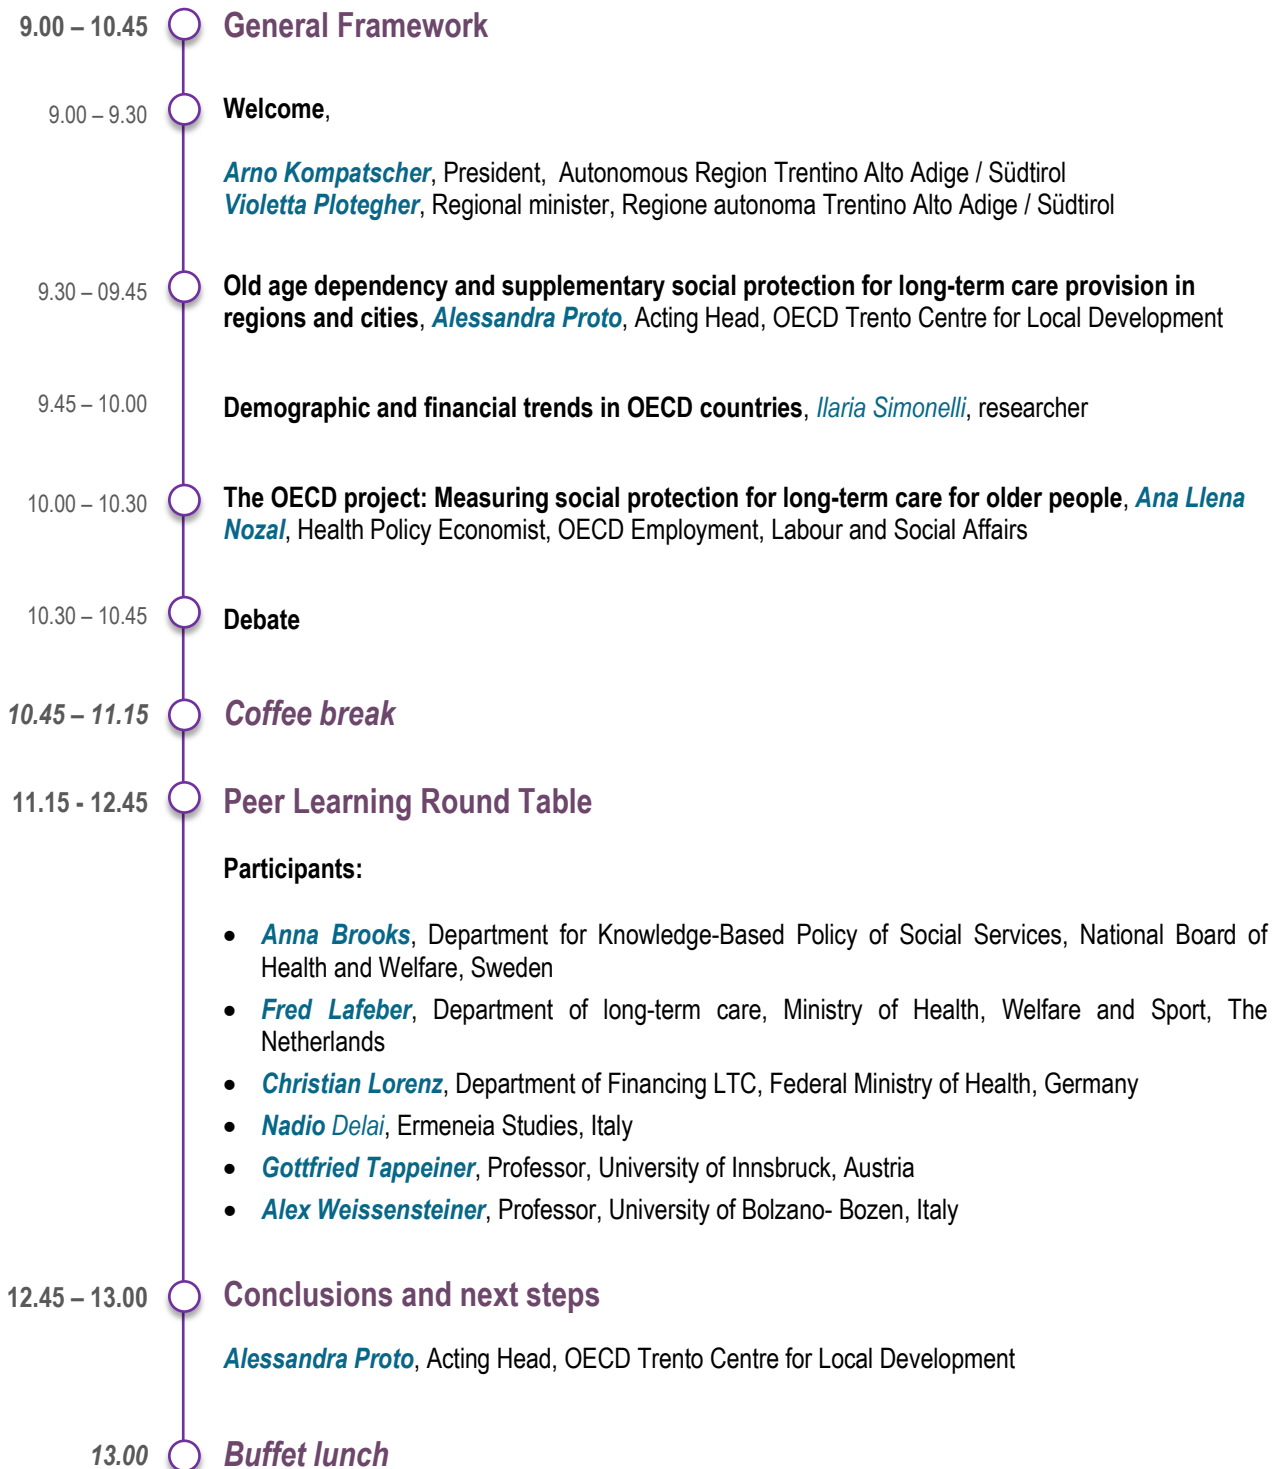 9.00 – 10.45 General Framework
9.00 – 9.30 Welcome,
Arno Kompatscher, President, Autonomous Region Trentino Alto Adige / Südtirol
Violetta Plotegher, Regional minister, Regione autonoma Trentino Alto Adige / Südtirol
9.30 – 09.45 Old age dependency and supplementary social protection for long-term care provision in
regions and cities, Alessandra Proto, Acting Head, OECD Trento Centre for Local Development
9.45 – 10.00 Demographic and financial trends in OECD countries, Ilaria Simonelli, researcher
10.00 – 10.30 The OECD project: Measuring social protection for long-term care for older people, Ana Llena
Nozal, Health Policy Economist, OECD Employment, Labour and Social Affairs
10.30 – 10.45 Debate
10.45 – 11.15 Coffee break
11.15 - 12.45 Peer Learning Round Table
Participants:
• Anna Brooks, Department for Knowledge-Based Policy of Social Services, National Board of
Health and Welfare, Sweden
• Fred Lafeber, Department of long-term care, Ministry of Health, Welfare and Sport, The
Netherlands
• Christian Lorenz, Department of Financing LTC, Federal Ministry of Health, Germany
• Nadio Delai, Ermeneia Studies, Italy
• Gottfried Tappeiner, Professor, University of Innsbruck, Austria
• Alex Weissensteiner, Professor, University of Bolzano- Bozen, Italy
12.45 – 13.00 Conclusions and next steps
Alessandra Proto, Acting Head, OECD Trento Centre for Local Development
13.00 Buffet lunch